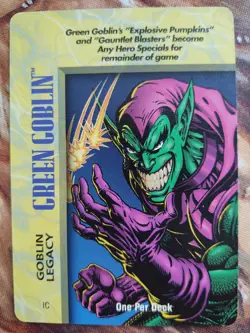 Green Goblin's "Explosive Pumpkins"
and "Gauntlet Blasters" become
Any Hero Specials for
remainder of game
GREEN GOBLIN™
GOBLIN
LEGACY
IC
One Per Deck